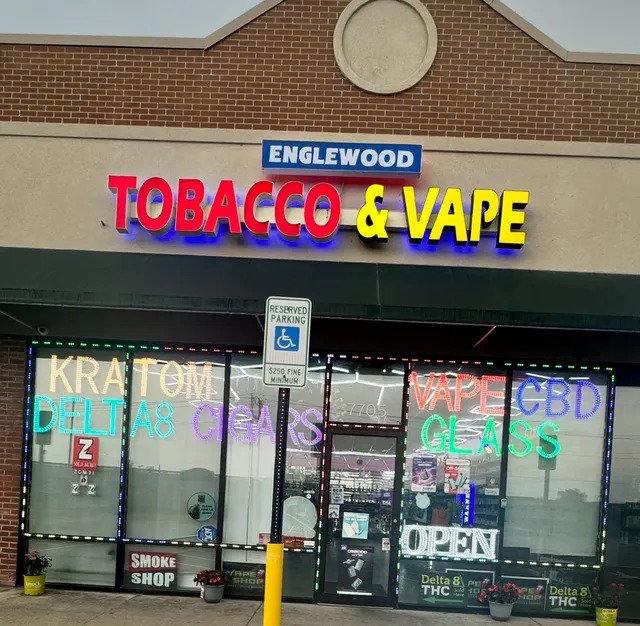 ENGLEWOOD
TOBACCO & VAPE
RESERVED
PARKING
$250 FINE
MINIMUM
7705
KRATOM
DELTA8
CIGARS
VAPE
CBD
GLASS
Z
OPEN
SMOKE
SHOP
Delta 8
THC
Delta 8
THC